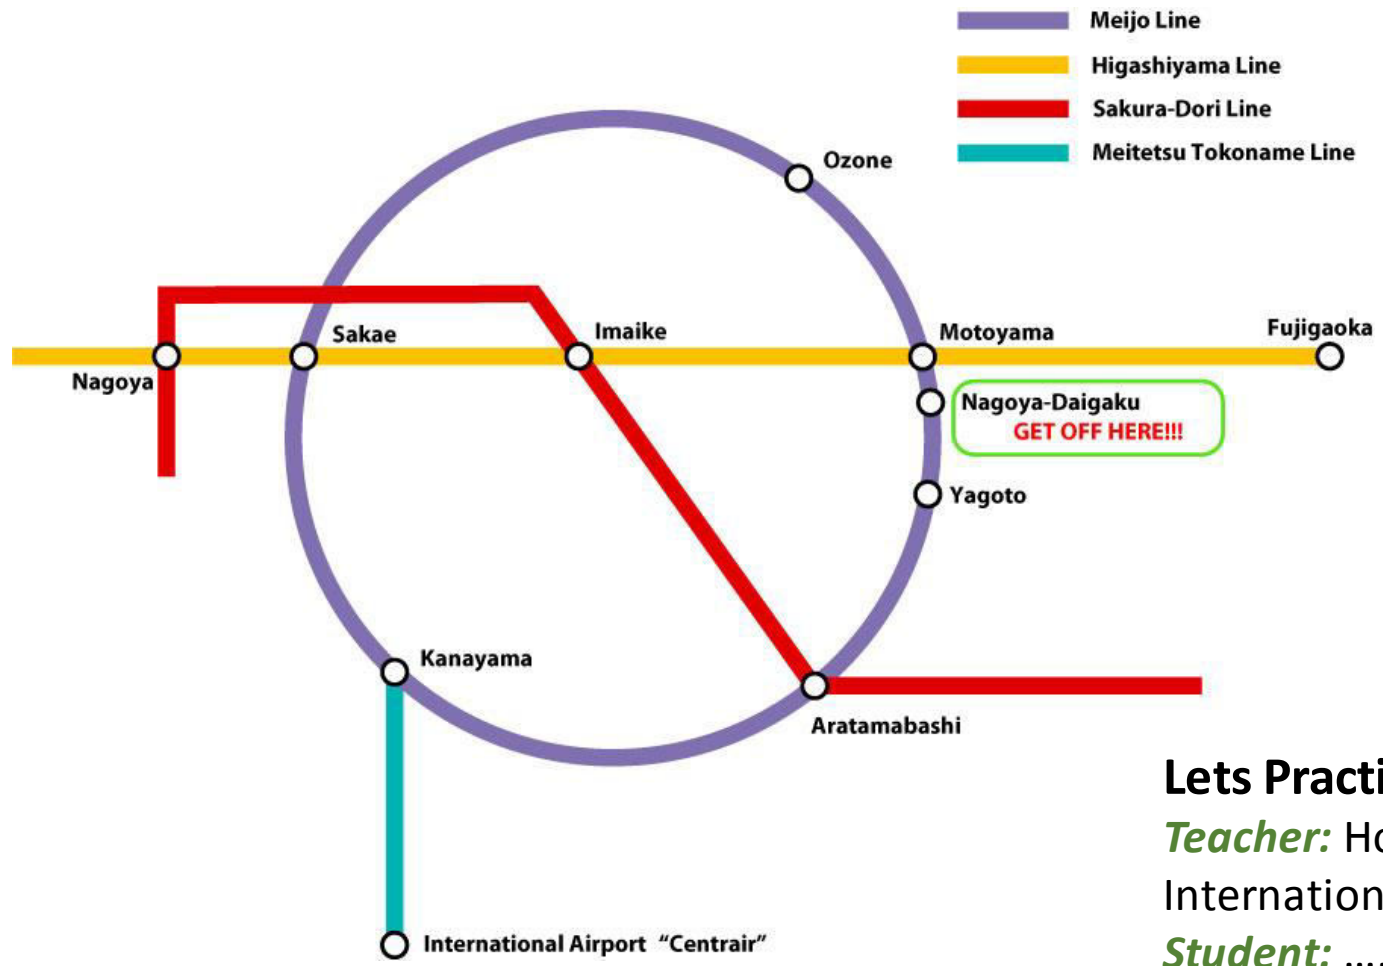 Meijo Line
Higashiyama Line
Sakura-Dori Line
Meitetsu Tokoname Line
Ozone
Sakae
Imaike
Motoyama
Fujigaoka
Nagoya
Nagoya-Daigaku
GET OFF HERE!!!
Yagoto
Kanayama
Aratamabashi
International Airport “Centrair”
Lets
Teacher:
Student: ....